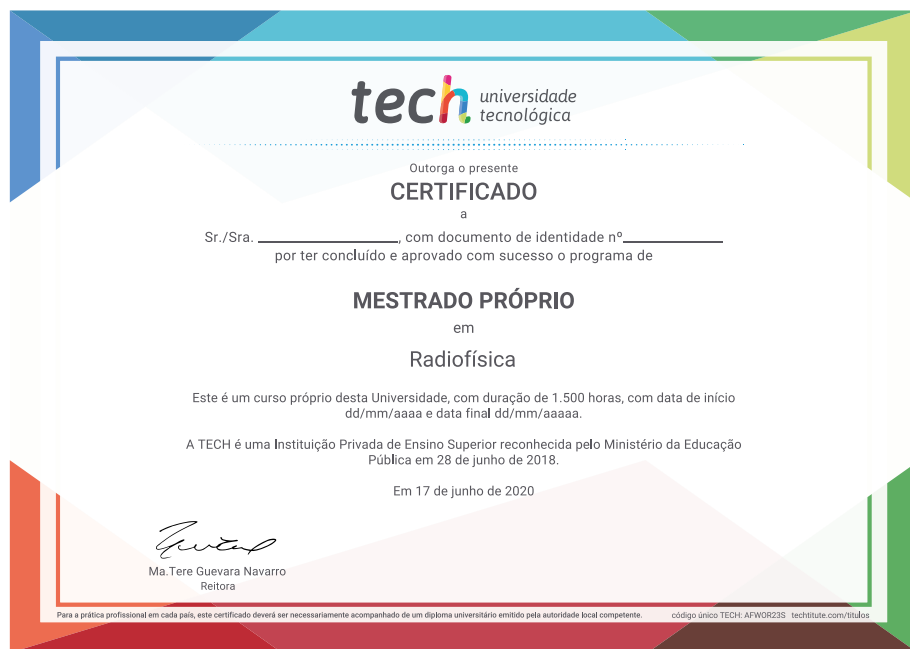 tech universidade
tecnológica
Outorga o presente
CERTIFICADO
a
Sr./Sra. ____________________, com documento de identidade nº______________
por ter concluído e aprovado com sucesso o programa de
MESTRADO PRÓPRIO
em
Radiofísica
Este é um curso próprio desta Universidade, com duração de 1.500 horas, com data de início
dd/mm/aaaa e data final dd/mm/aaaaa.
A TECH é uma Instituição Privada de Ensino Superior reconhecida pelo Ministério da Educação
Pública em 28 de junho de 2018.
Em 17 de junho de 2020
Ma.Tere Guevara Navarro
Reitora
Para a prática profissional em cada país, este certificado deverá ser necessariamente acompanhado de um diploma universitário emitido pela autoridade local competente. código único TECH: AFWOR23S techtitute.com/titulos